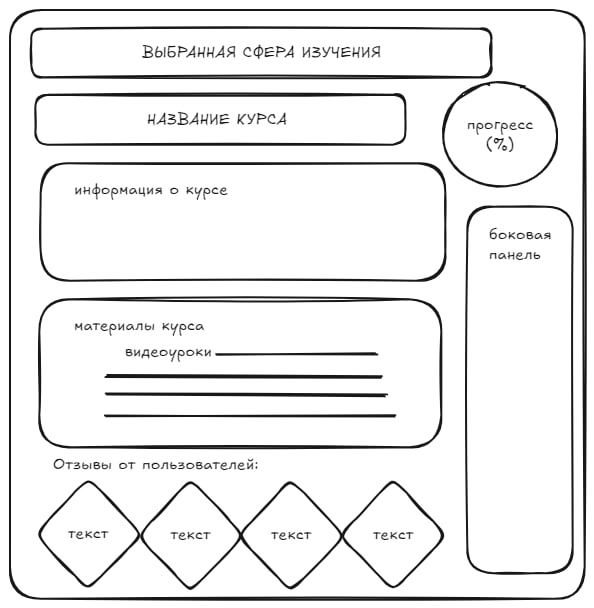 ВЫБРАННАЯ СФЕРА ИЗУЧЕНИЯ
НАЗВАНИЕ КУРСА
прогресс
(%)
информация о курсе
боковая
панель
материалы курса
видеоуроки
Отзывы от пользователей:
текст
текст
текст
текст